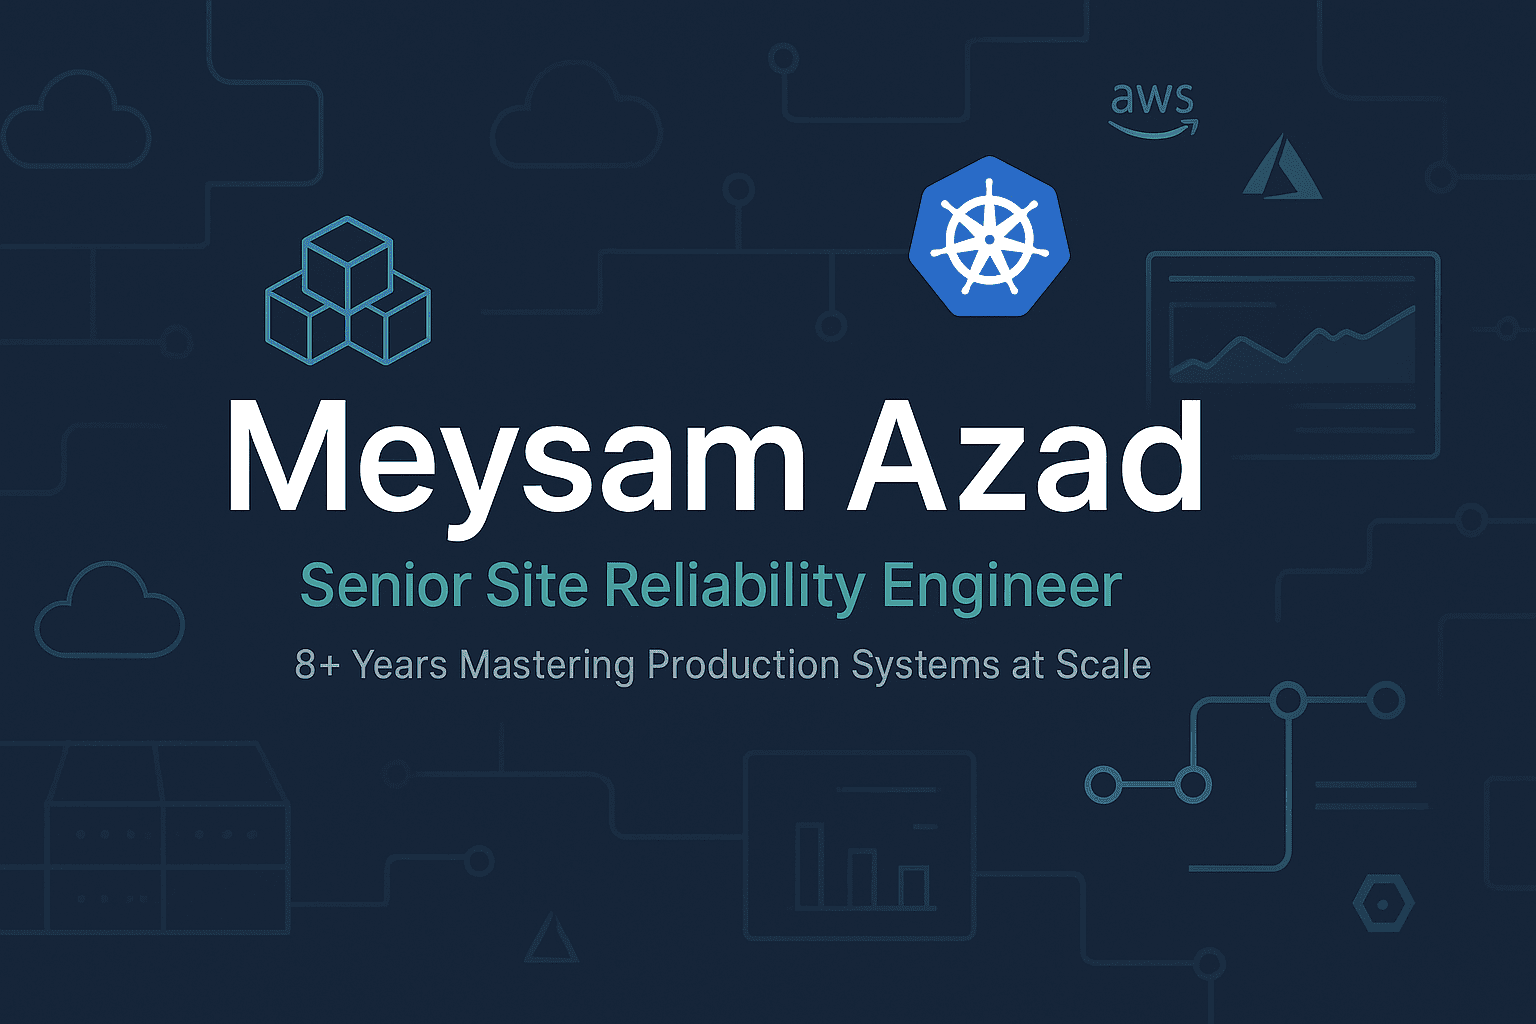 aws
Meysam Azad
Senior Site Reliability Engineer
8+ Years Mastering Production Systems at Scale